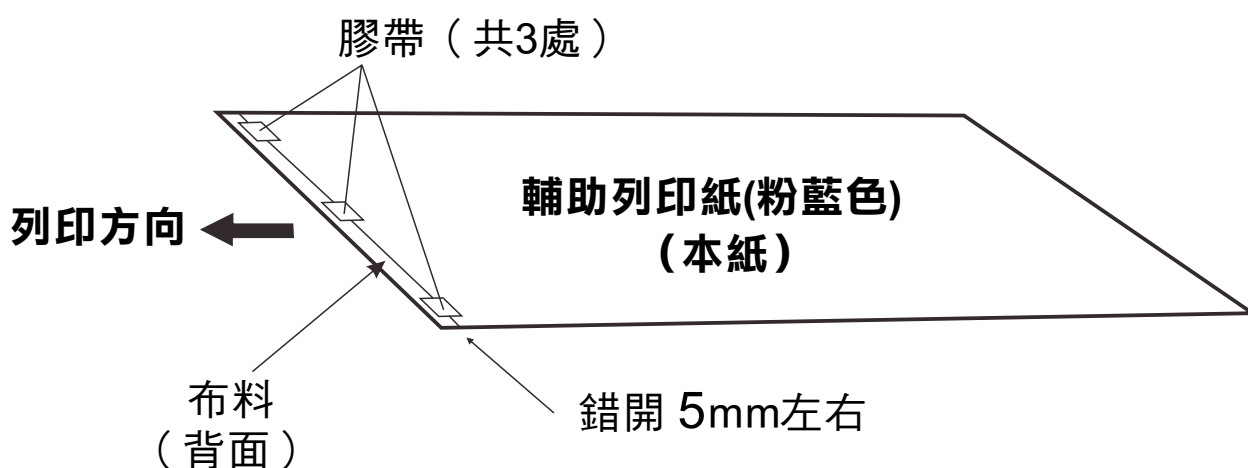 膠帶（共3處）
輔助列印紙(粉藍色)
（本紙）
列印方向
布料
（背面）
錯開 5mm左右